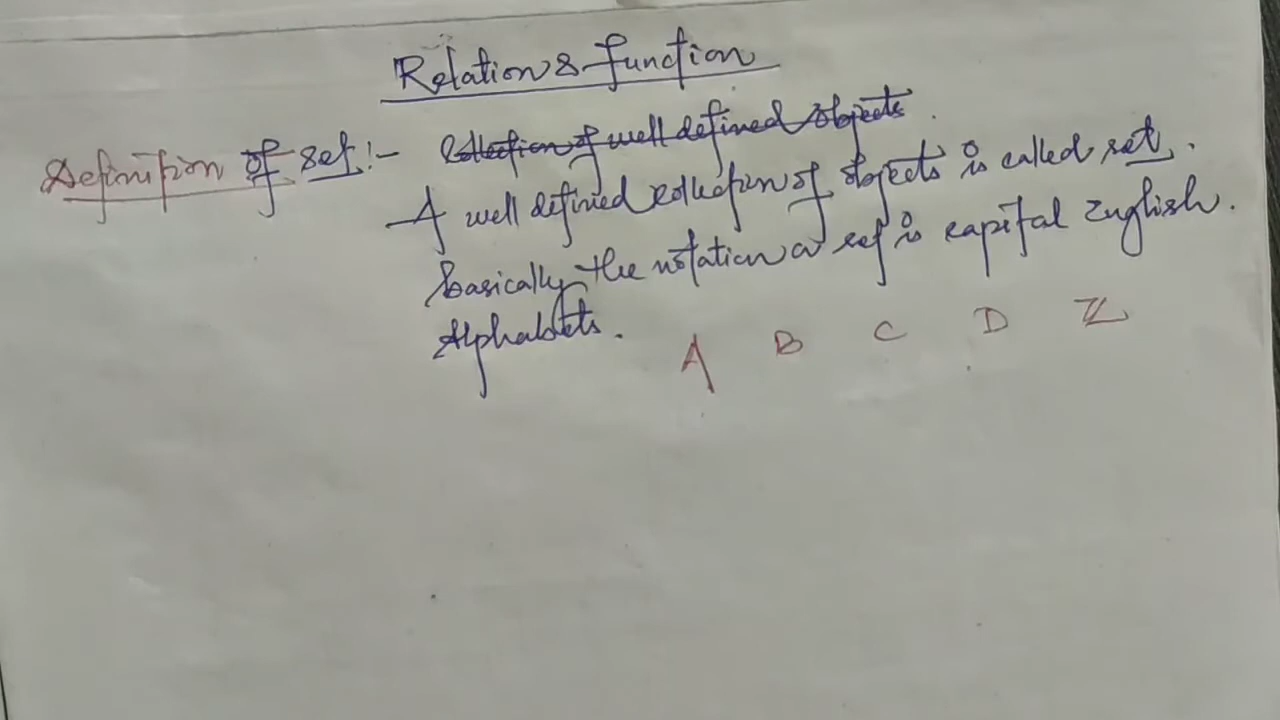 Relation & Function
Definition of set :- Collection of well defined objects.
A well defined collection of objects is called set.
basically the notation a set is capital English.
Alphabets.
A B C D Z